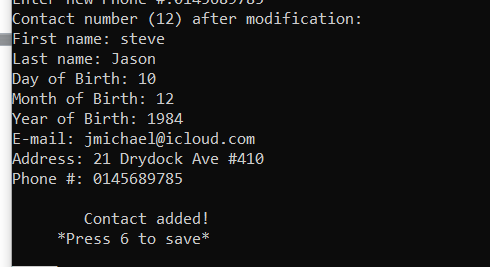 Enter new Phone #:0145689785
Contact number (12) after modification:
First name: steve
Last name: Jason
Day of Birth: 10
Month of Birth: 12
Year of Birth: 1984
E-mail: jmichael@icloud.com
Address: 21 Drydock Ave #410
Phone #: 0145689785
Contact added!
*Press 6 to save*